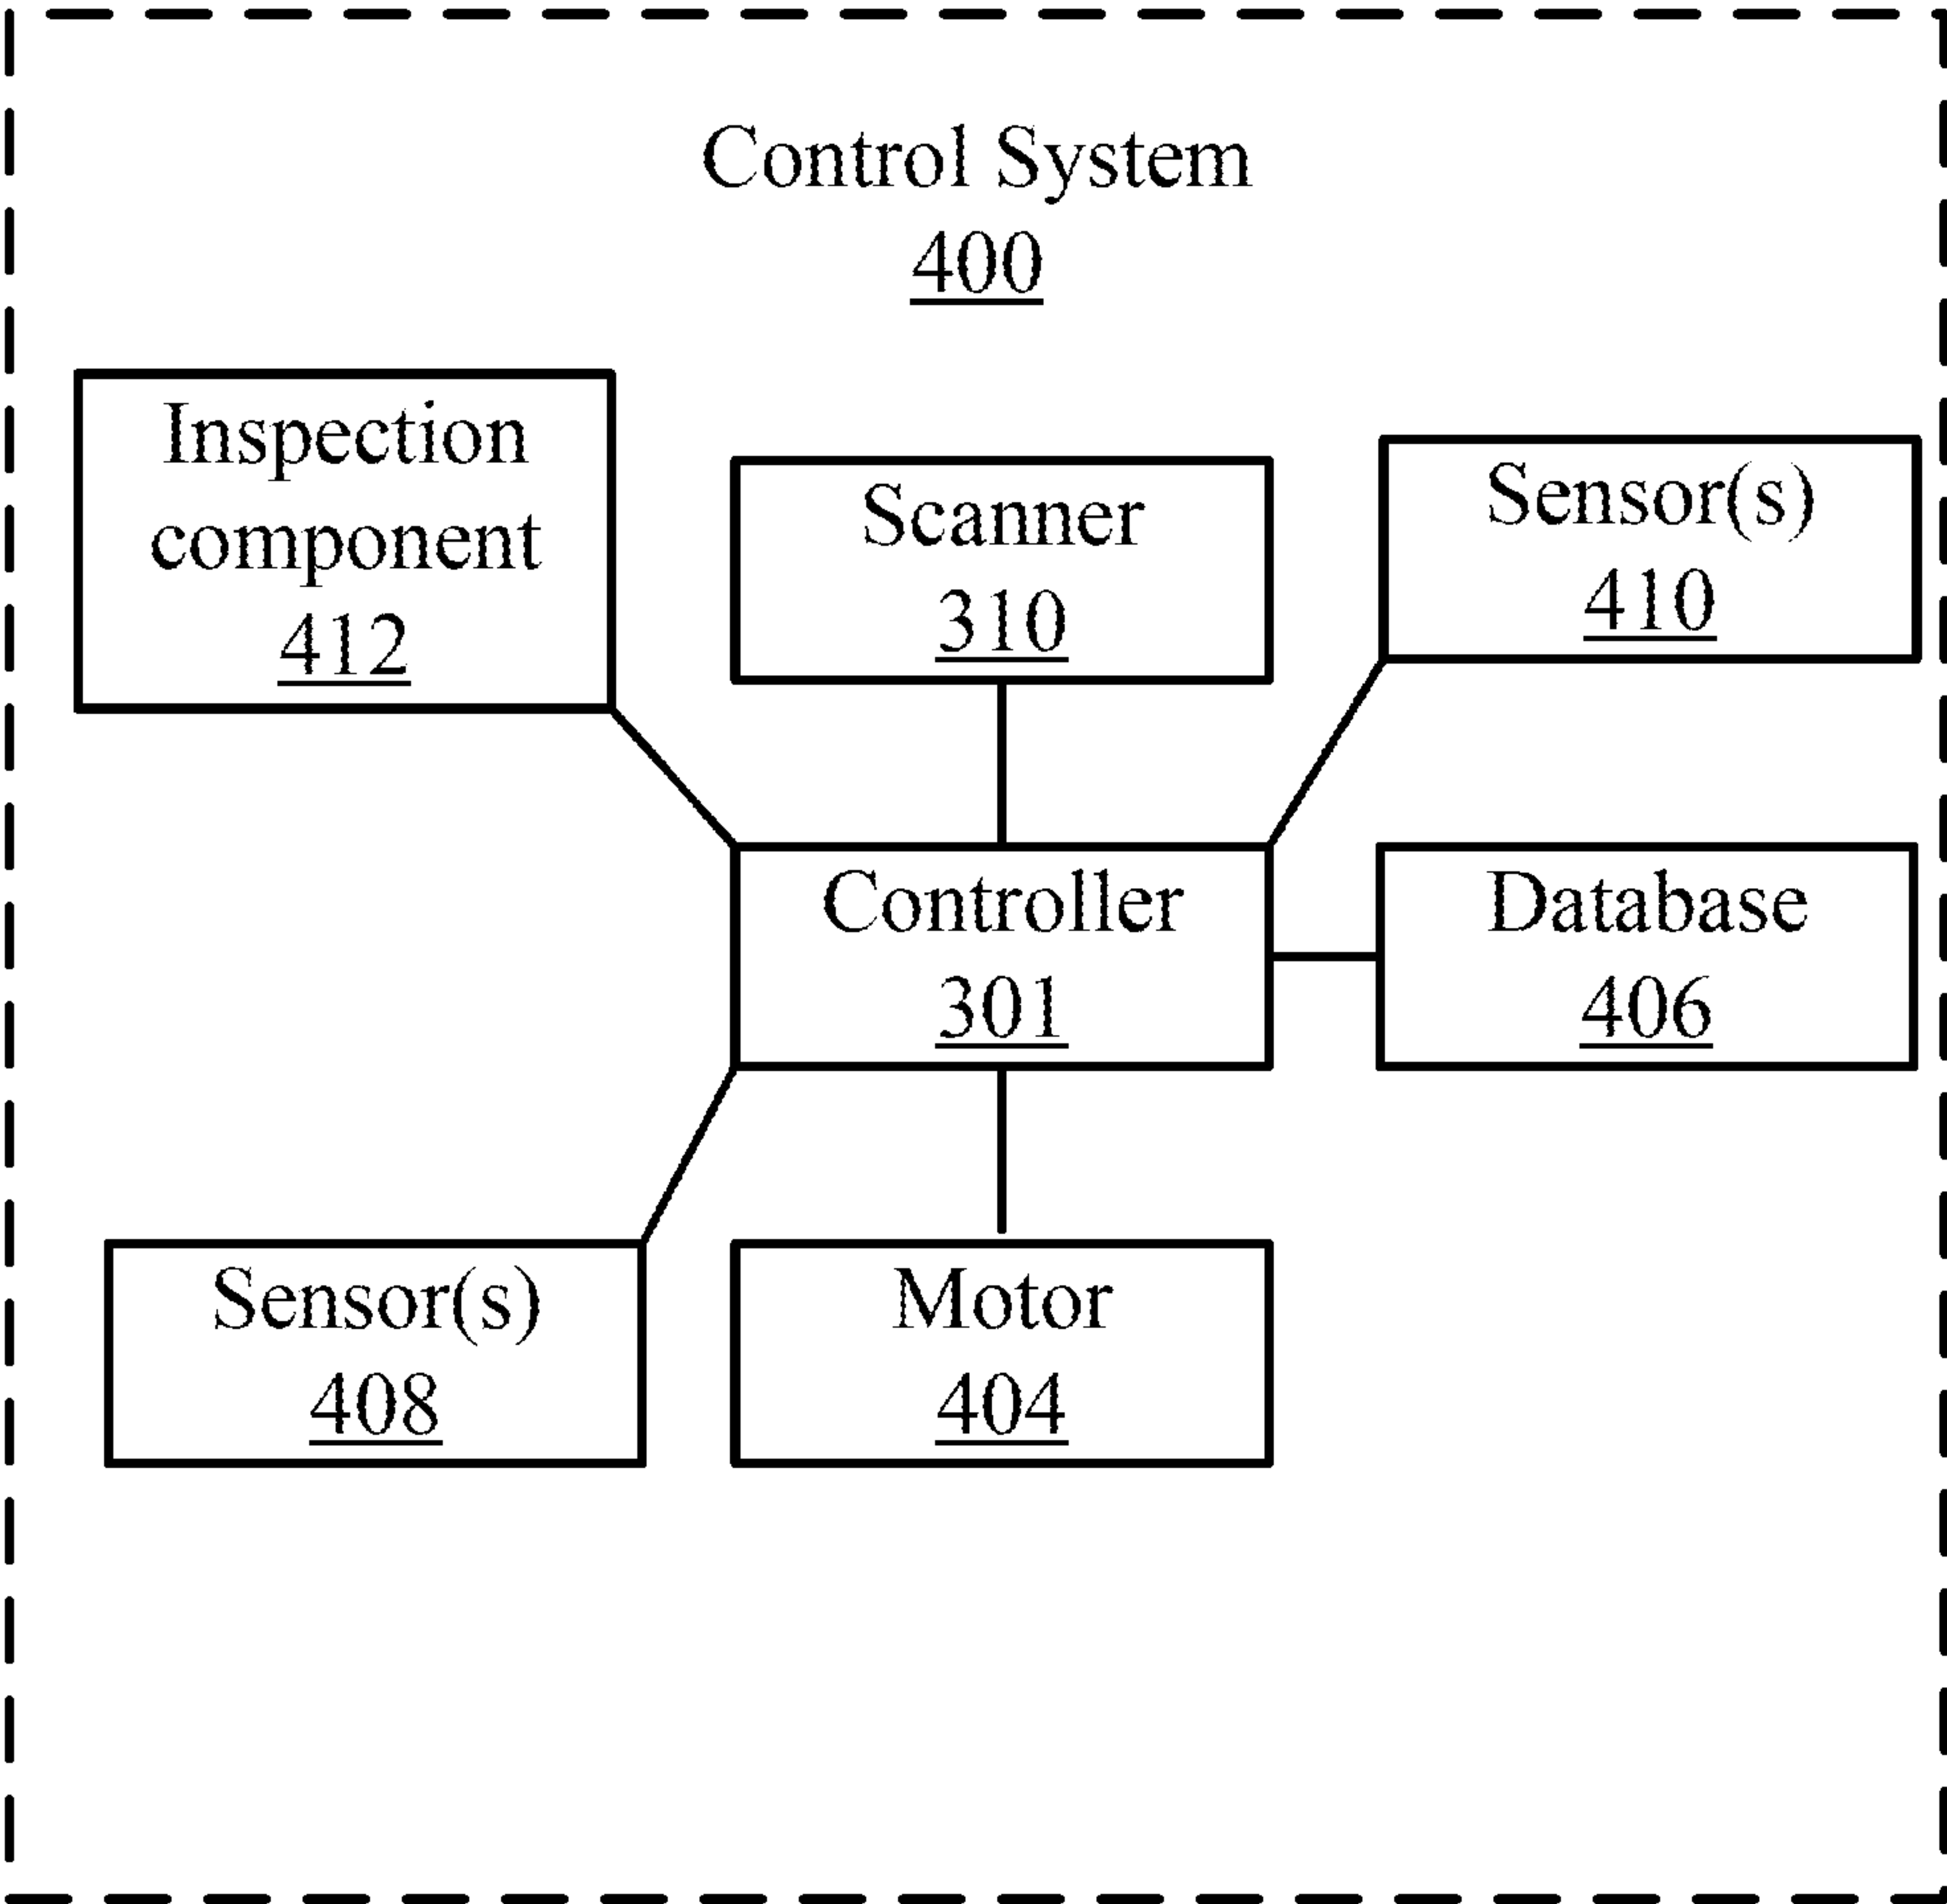 Control System
400
Inspection
component
412
Scanner
310
Sensor(s)
410
Controller
301
Database
406
Sensor(s)
408
Motor
404